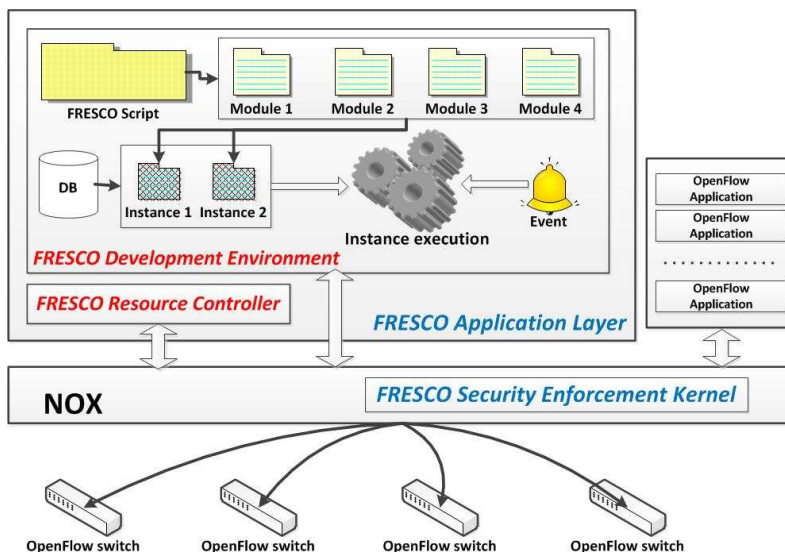 FRESCO Script
Module 1
Module 2
Module 3
Module 4
DB
Instance 1
Instance 2
Instance execution
Event
FRESCO Development Environment
FRESCO Resource Controller
FRESCO Application Layer
OpenFlow
Application
OpenFlow
Application
OpenFlow
Application
NOX
FRESCO Security Enforcement Kernel
OpenFlow switch
OpenFlow switch
OpenFlow switch
OpenFlow switch